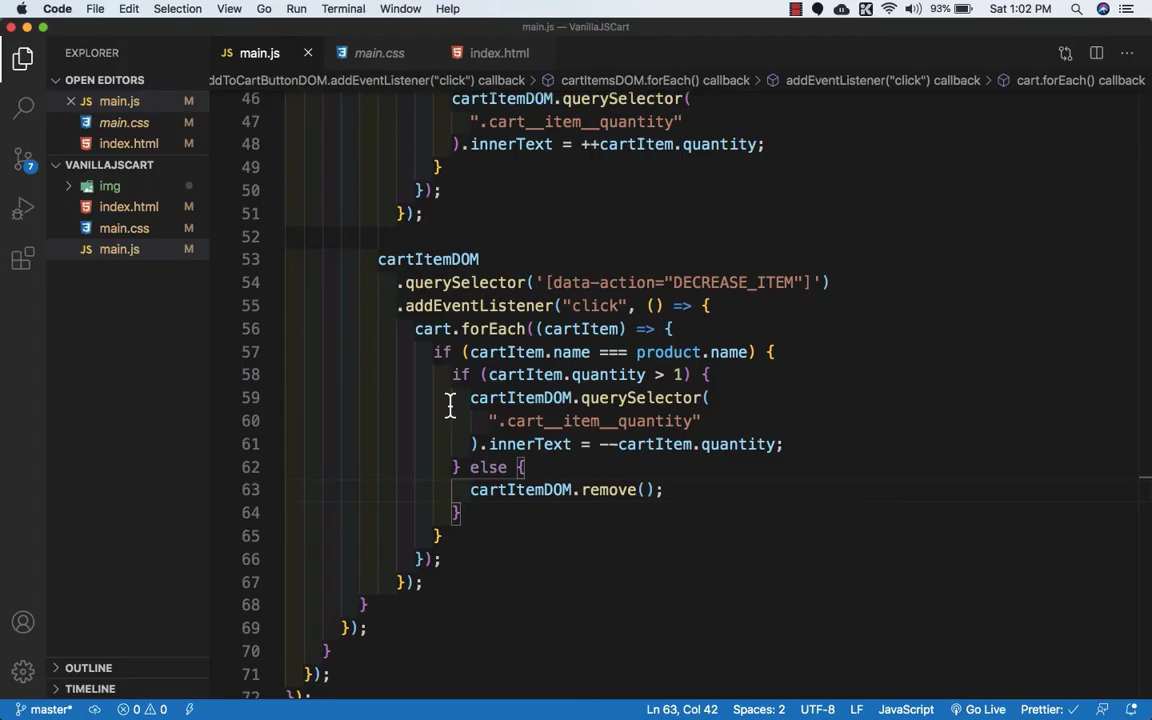 Code File Edit Selection View Go Run Terminal Window Help 93% Sat 1:02 PM
main.js — VanillaJSCart
EXPLORER
main.js
main.css
index.html
OPEN EDITORS
ddToCartButtonDOM.addEventListener("click") callback cartItemsDOM.forEach() callback addEventListener("click") callback cart.forEach() callback
JS main.js M
main.css M
index.html M
VANILLAJSCART
img
index.html M
main.css M
JS main.js M
46 cartItemDOM.querySelector(
47 ".cart__item__quantity"
48 ).innerText = ++cartItem.quantity;
49 }
50 });
51 });
52
53 cartItemDOM
54 .querySelector('[data-action="DECREASE_ITEM"]')
55 .addEventListener("click", () => {
56 cart.forEach((cartItem) => {
57 if (cartItem.name === product.name) {
58 if (cartItem.quantity > 1) {
59 cartItemDOM.querySelector(
60 ".cart__item__quantity"
61 ).innerText = --cartItem.quantity;
62 } else {
63 cartItemDOM.remove();
64 }
65 }
66 });
67 });
68 }
69 });
70 }
71 });
72 });
7
OUTLINE
TIMELINE
master* 0 0 Ln 63, Col 42 Spaces: 2 UTF-8 LF JavaScript Go Live Prettier: ✓